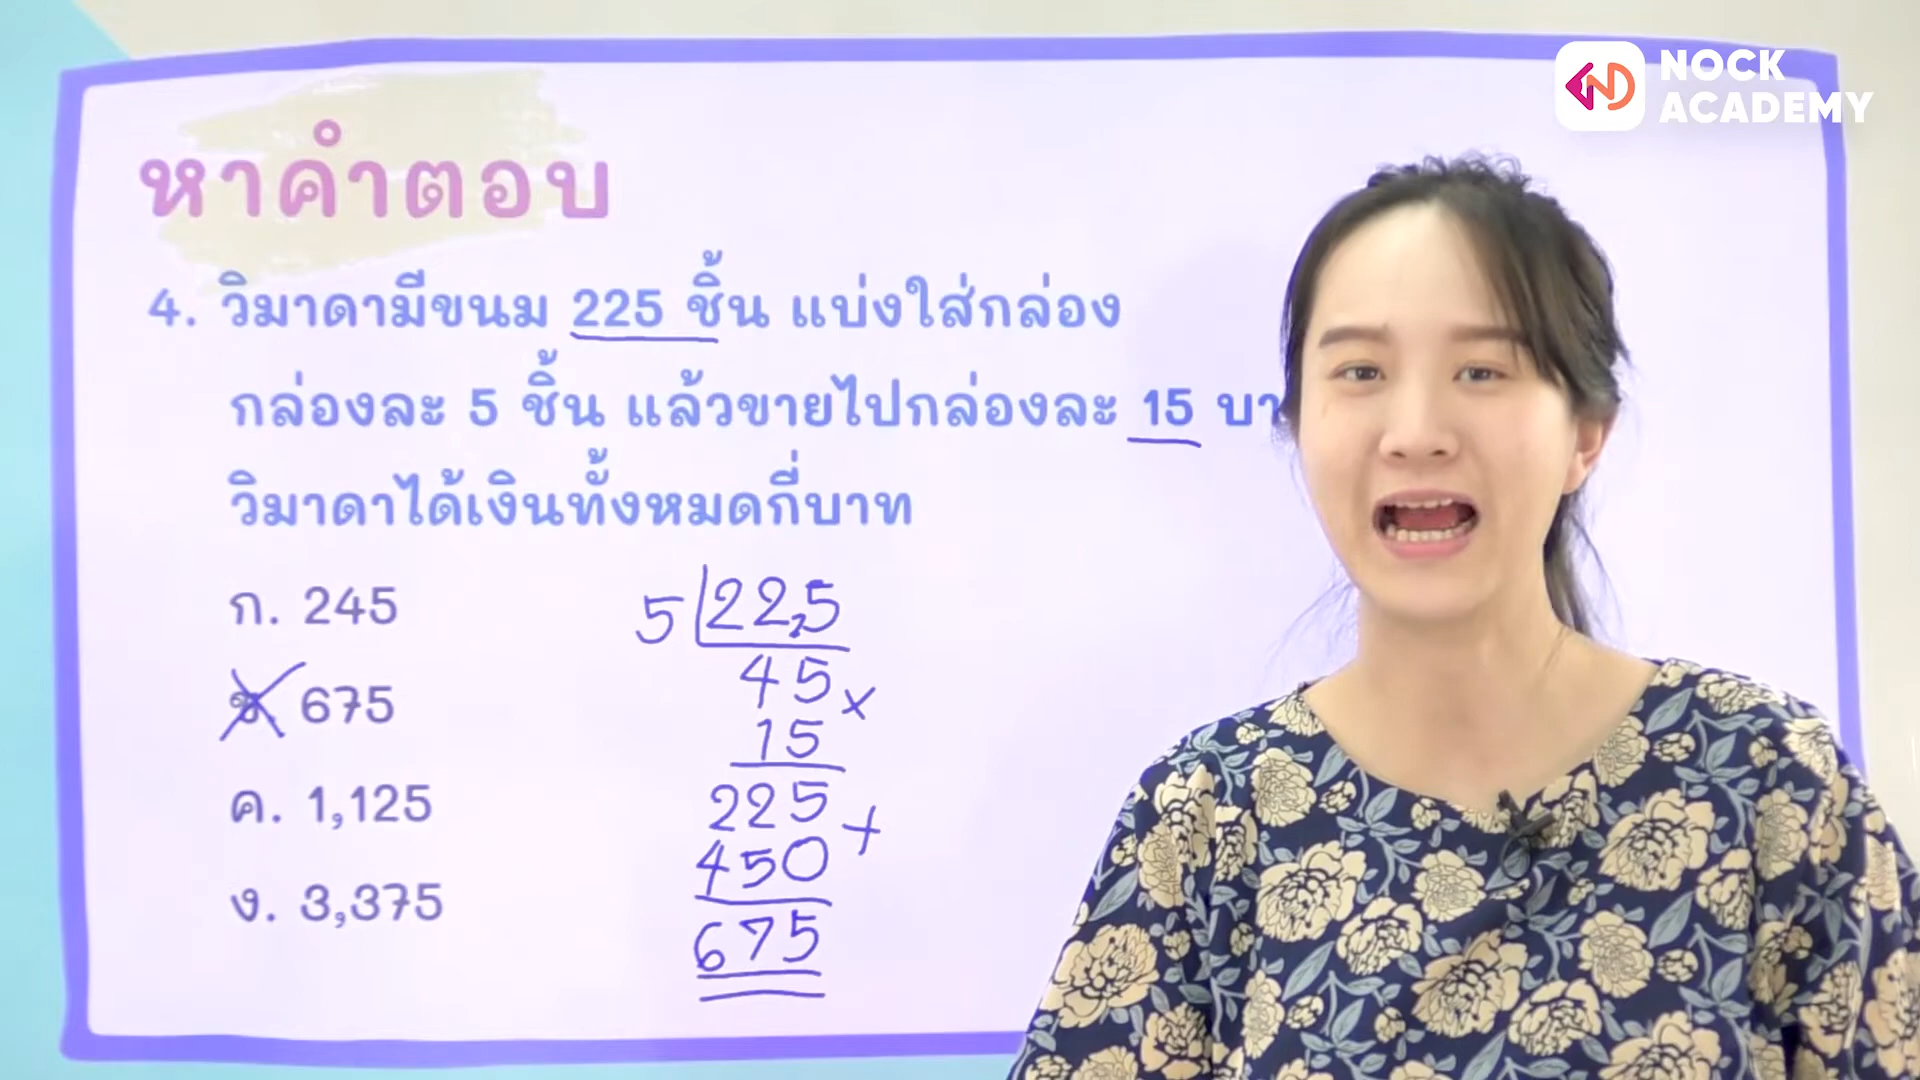 NOCK
ACADEMY
หาคำตอบ
4. วิมาดามีขนม 225 ชิ้น แบ่งใส่กล่อง
กล่องละ 5 ชิ้น แล้วขายไปกล่องละ 15
วิมาดาได้เงินทั้งหมดกี่บาท
ก. 245
ข. 675
ค. 1,125
ง. 3,375
5 225
2
45 ×
15
225 +
450
675